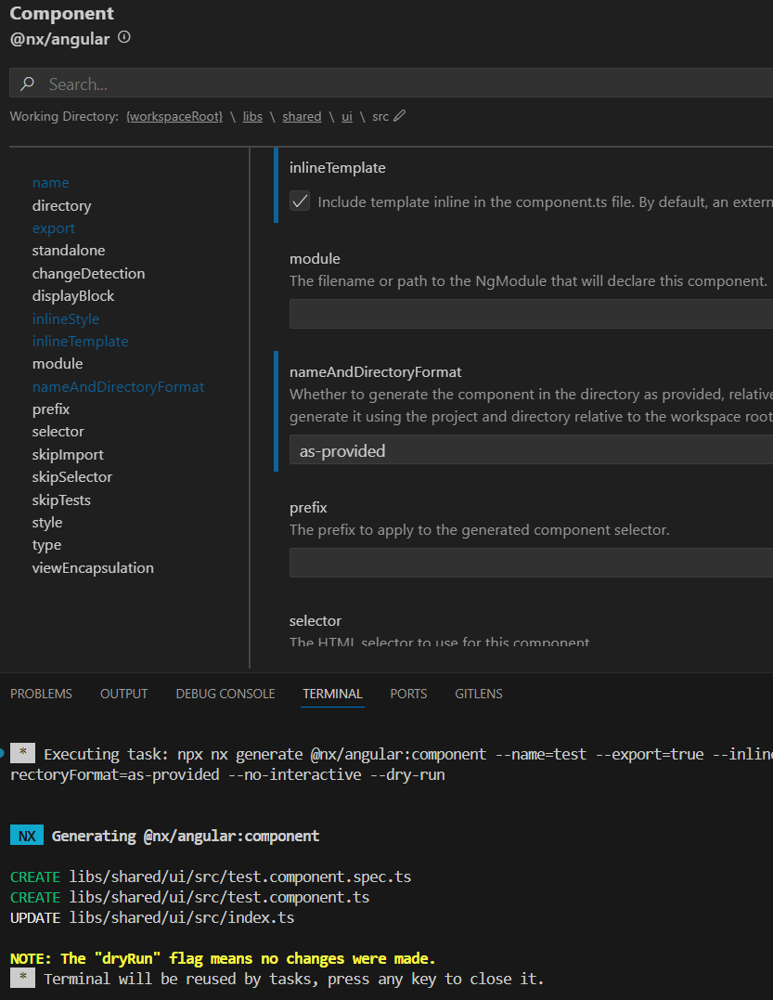 Component
@nx/angular
Search...
Working Directory: {workspaceRoot} \ libs \ shared \ ui \ src
name
directory
export
standalone
changeDetection
displayBlock
inlineStyle
inlineTemplate
module
nameAndDirectoryFormat
prefix
selector
skipImport
skipSelector
skipTests
style
type
viewEncapsulation
inlineTemplate
Include template inline in the component.ts file. By default, an extern
module
The filename or path to the NgModule that will declare this component.
nameAndDirectoryFormat
Whether to generate the component in the directory as provided, relative
generate it using the project and directory relative to the workspace root
as-provided
prefix
The prefix to apply to the generated component selector.
selector
The HTML selector to use for this component
PROBLEMS OUTPUT DEBUG CONSOLE TERMINAL PORTS GITLENS
* Executing task: npx nx generate @nx/angular:component --name=test --export=true --inline
rectoryFormat=as-provided --no-interactive --dry-run
NX Generating @nx/angular:component
CREATE libs/shared/ui/src/test.component.spec.ts
CREATE libs/shared/ui/src/test.component.ts
UPDATE libs/shared/ui/src/index.ts
NOTE: The "dryRun" flag means no changes were made.
* Terminal will be reused by tasks, press any key to close it.